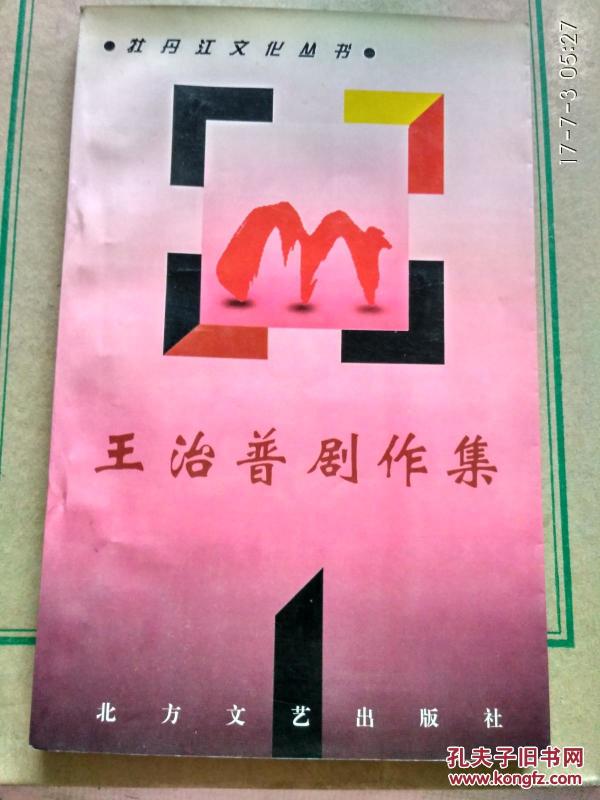 ●牡丹江文化丛书●
王治普剧作集
北方文艺出版社
17-7-3 05:27
孔夫子旧书网
www.kongfz.com